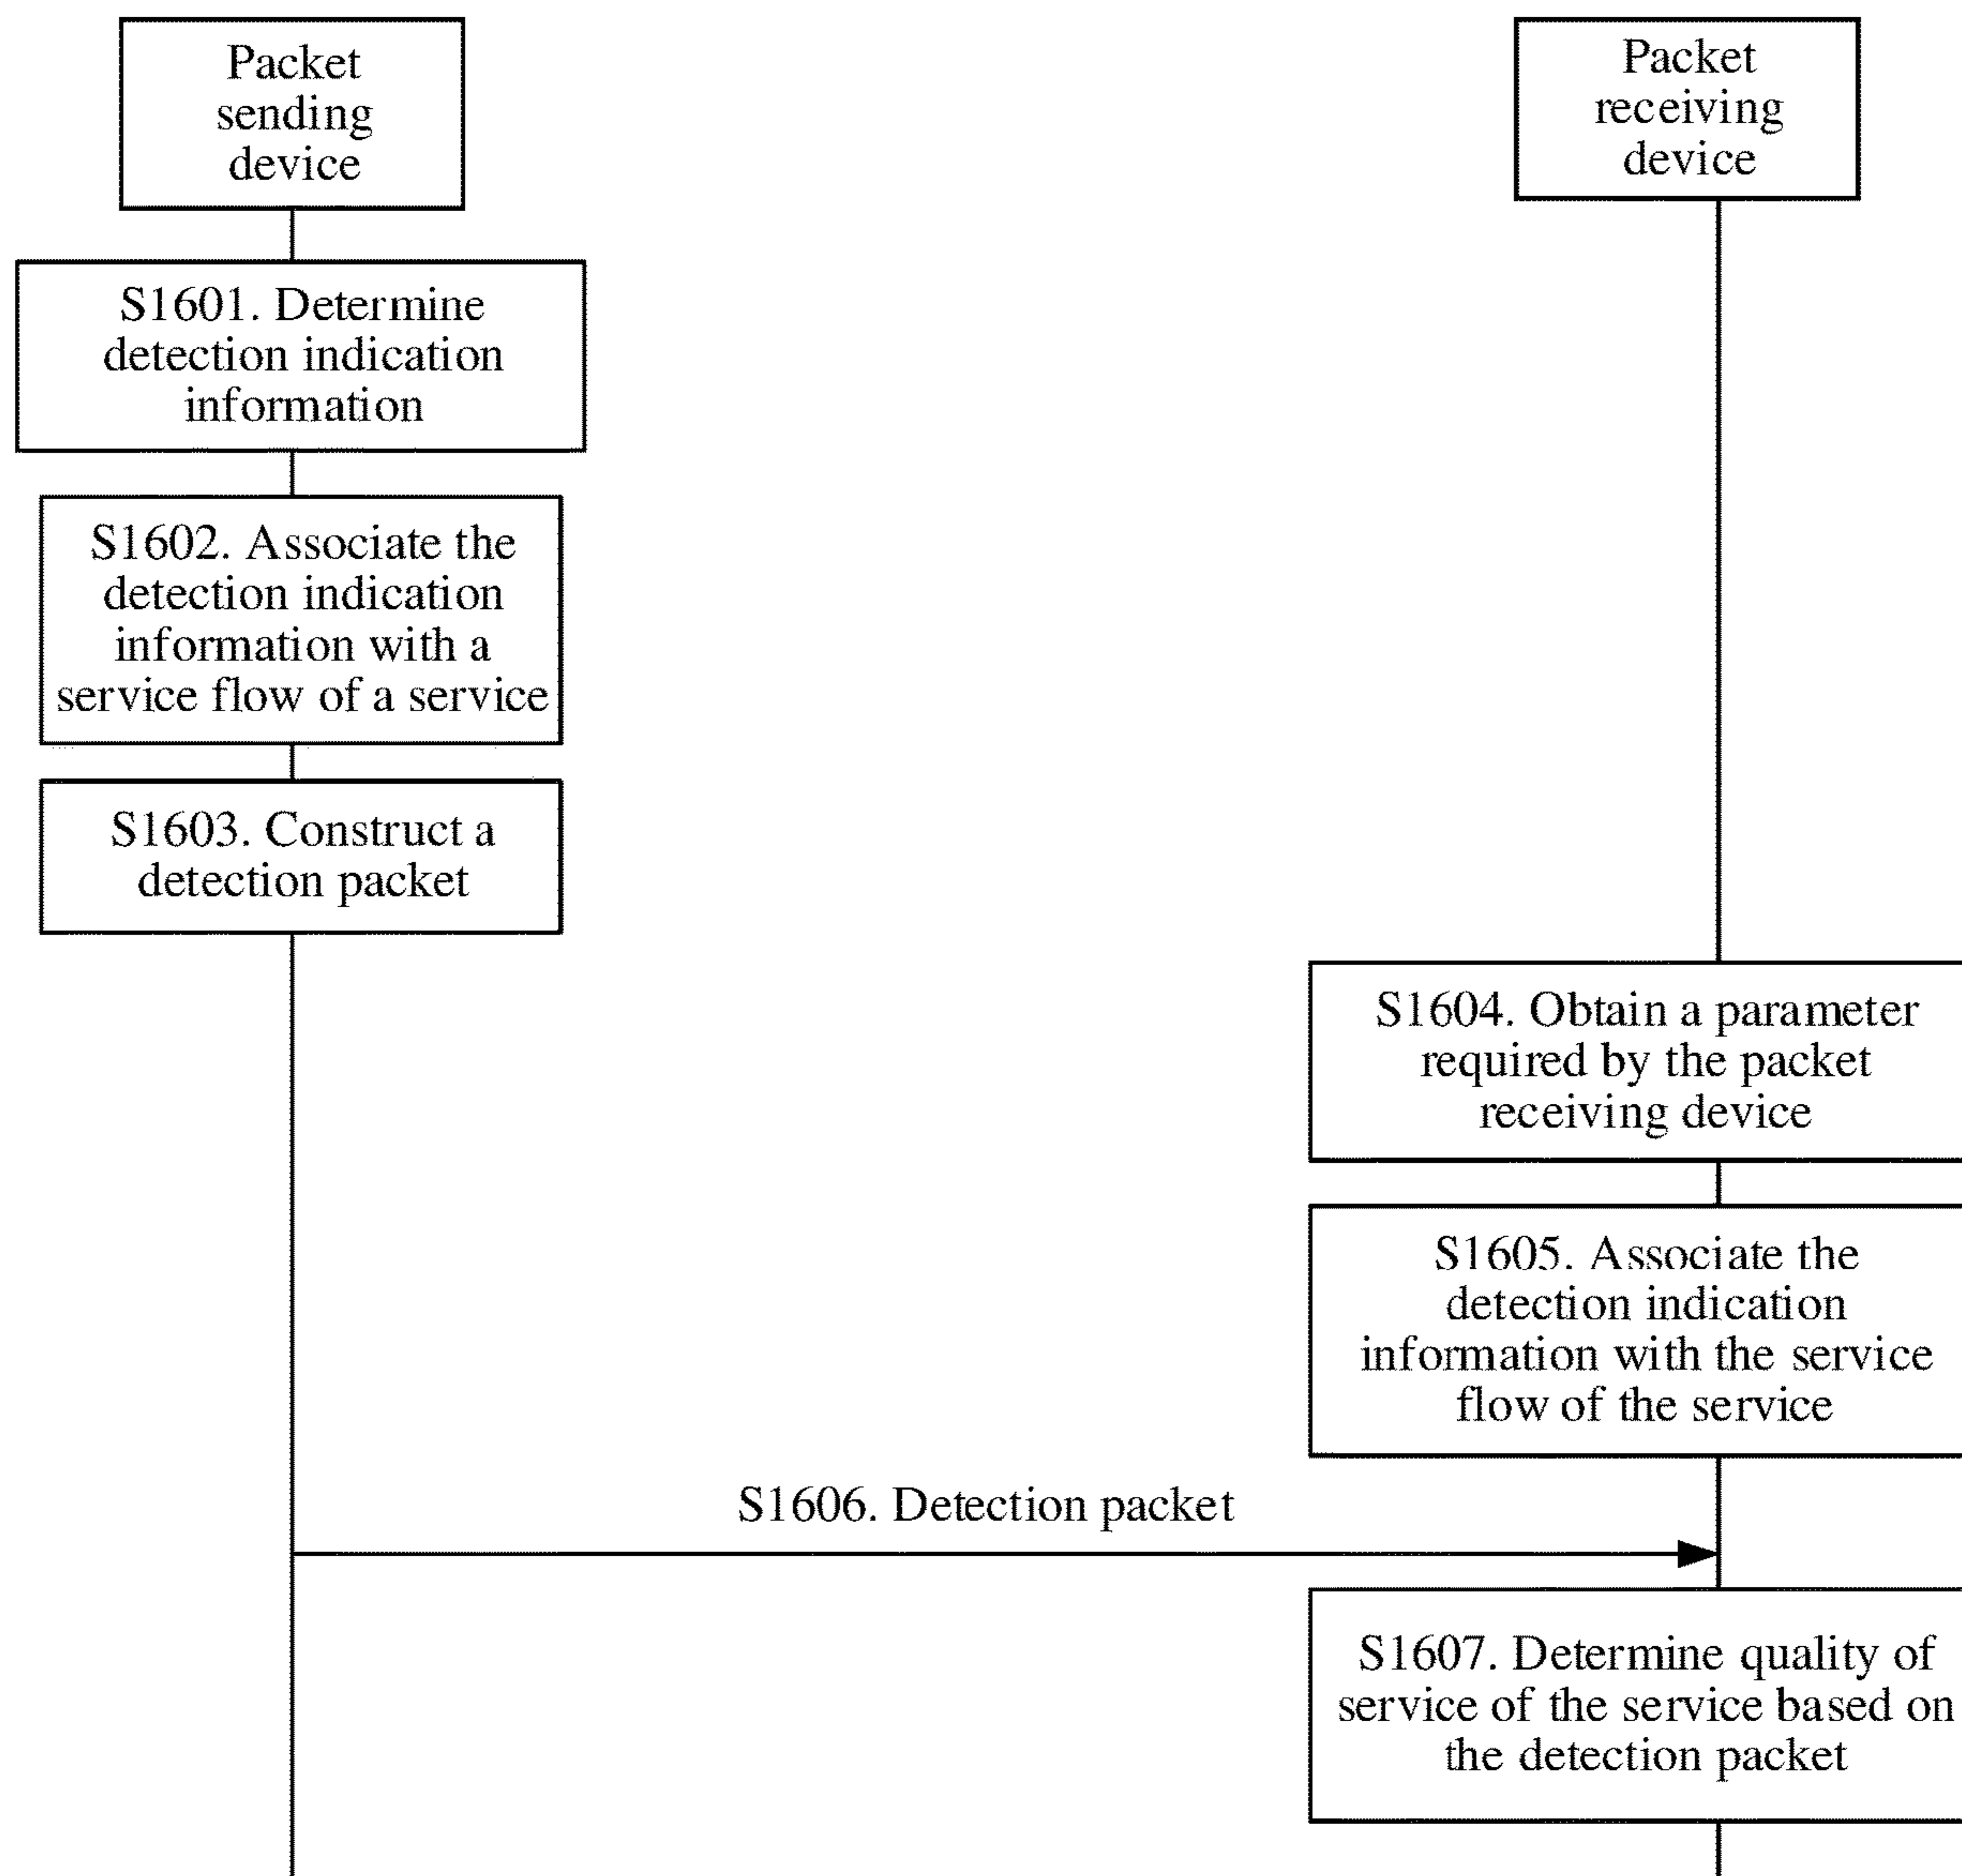 Packet
sending
device
Packet
receiving
device
S1601. Determine
detection indication
information
S1602. Associate the
detection indication
information with a
service flow of a service
S1603. Construct a
detection packet
S1604. Obtain a parameter
required by the packet
receiving device
S1605. Associate the
detection indication
information with the service
flow of the service
S1606. Detection packet
S1607. Determine quality of
service of the service based on
the detection packet